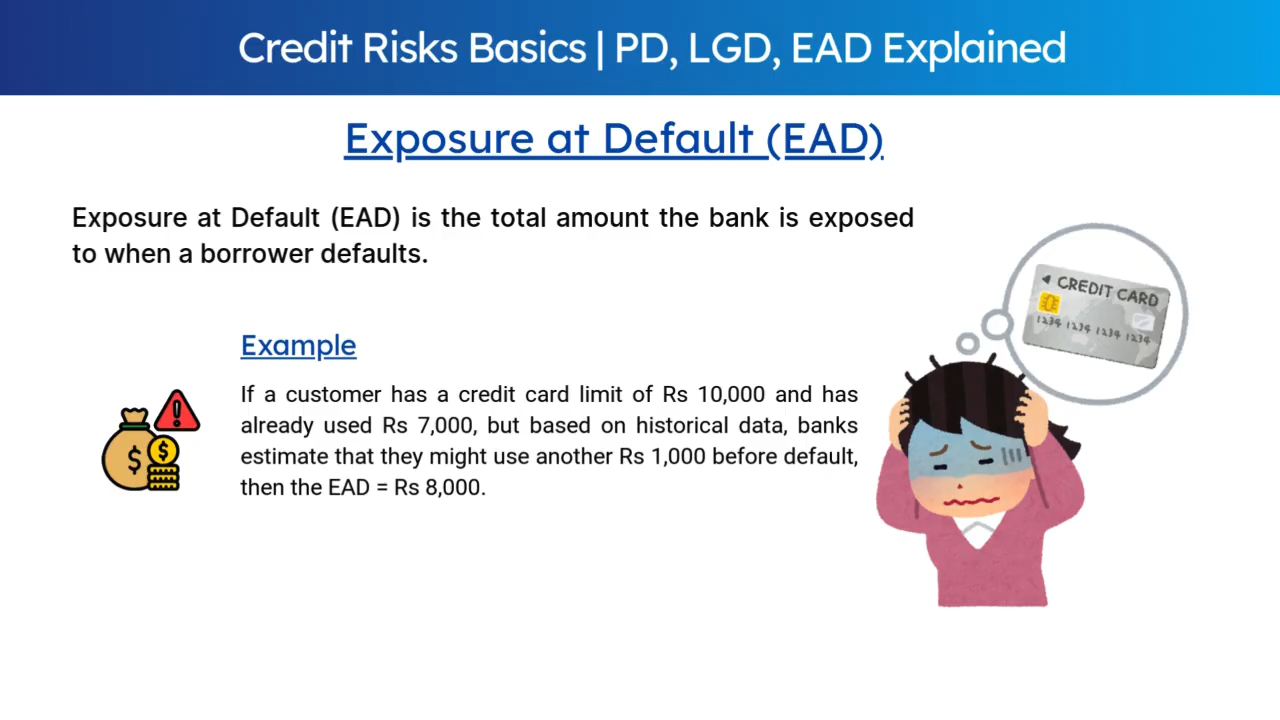 Credit Risks Basics | PD, LGD, EAD Explained
Exposure at Default (EAD)
Exposure at Default (EAD) is the total amount the bank is exposed
to when a borrower defaults.
Example
If a customer has a credit card limit of Rs 10,000 and has
already used Rs 7,000, but based on historical data, banks
estimate that they might use another Rs 1,000 before default,
then the EAD = Rs 8,000.
CREDIT CARD
1234 1234 1234 1234